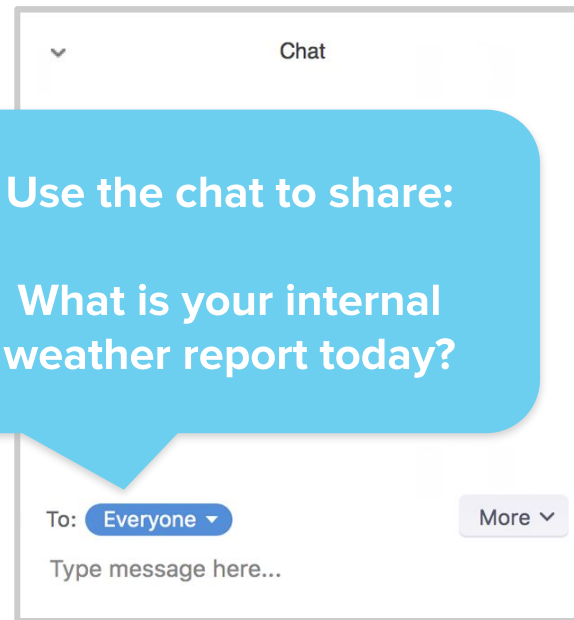 Chat
Use the chat to share:
What is your internal
weather report today?
To: Everyone
More
Type message here...